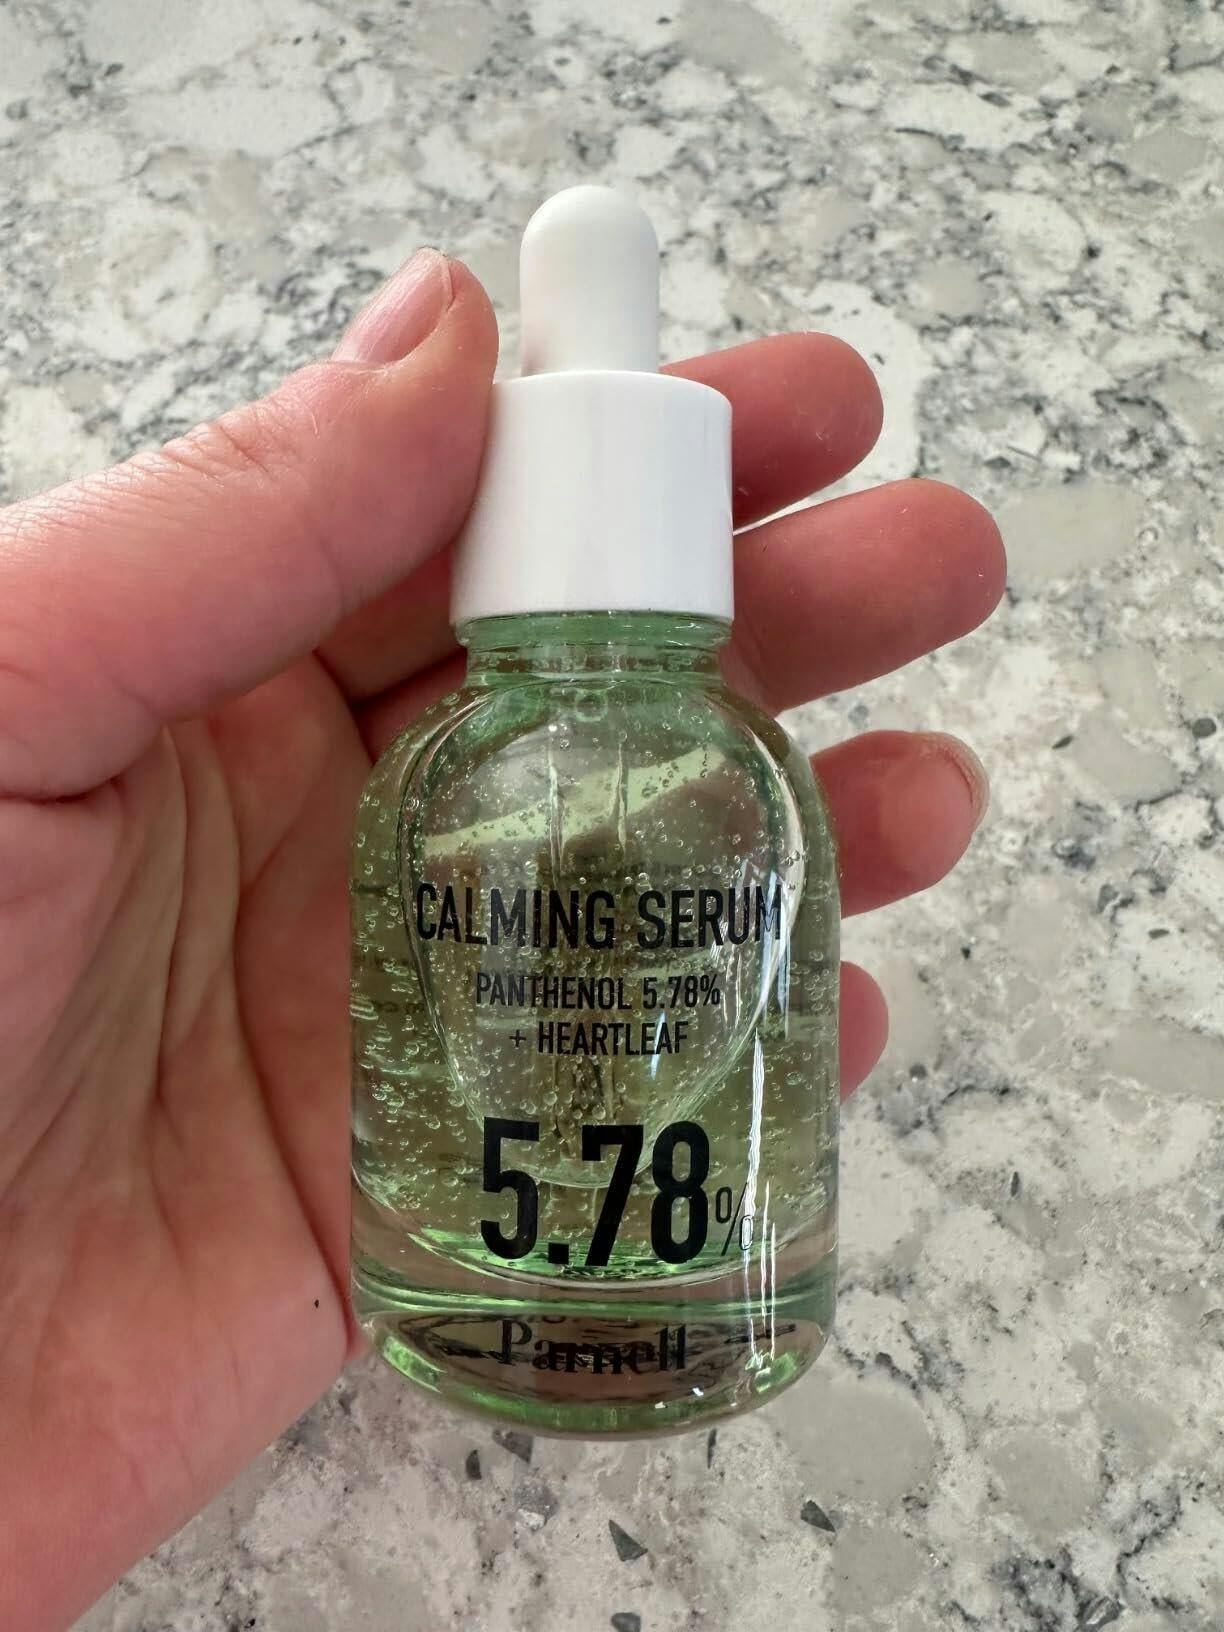 CALMING SERUM
PANTHENOL 5.78%
+ HEARTLEAF
5.78%
Parnell